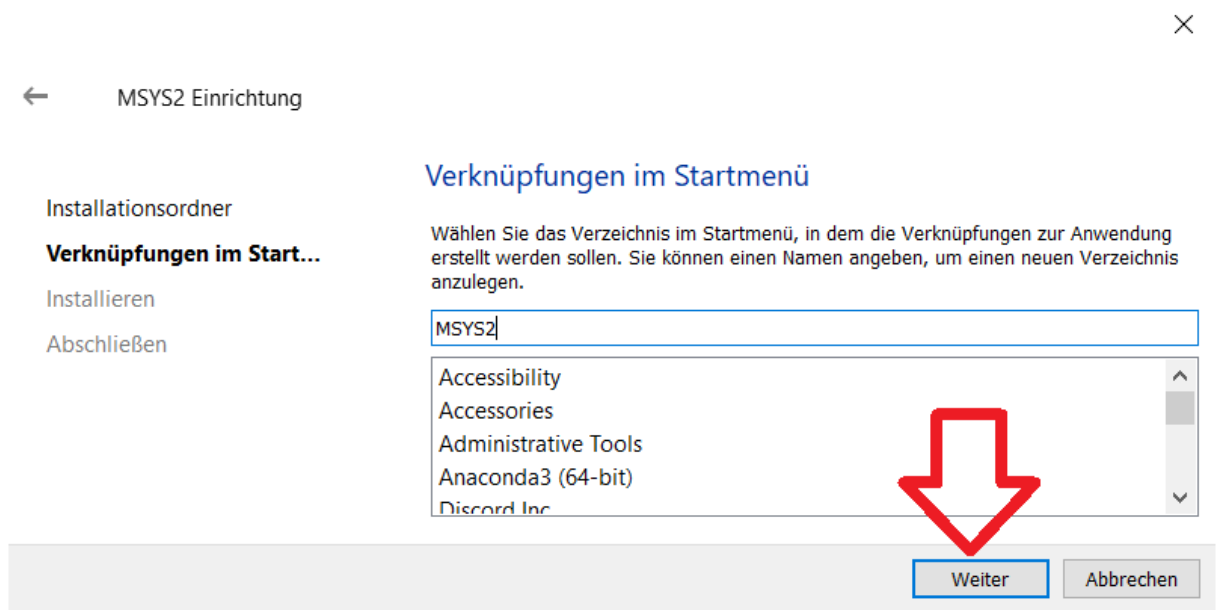 MSYS2 Einrichtung
Installationsordner
Verknüpfungen im Start...
Installieren
Abschließen
Verknüpfungen im Startmenü
Wählen Sie das Verzeichnis im Startmenü, in dem die Verknüpfungen zur Anwendung
erstellt werden sollen. Sie können einen Namen angeben, um einen neuen Verzeichnis
anzulegen.
MSYS2
Accessibility
Accessories
Administrative Tools
Anaconda3 (64-bit)
Discord Inc
Weiter
Abbrechen